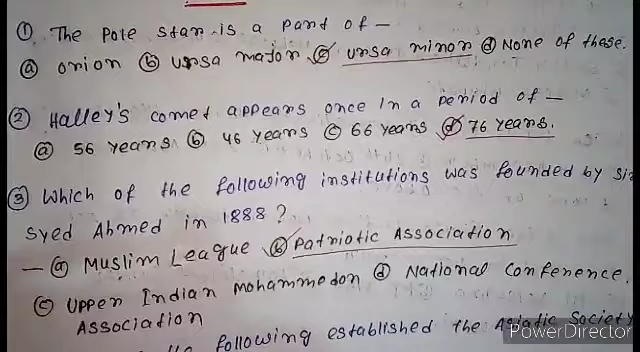 ① The Pole star is a part of —
ⓐ orion ⓑ ursa major ⓒ ursa minor ⓓ None of these.
② Halley's comet appears once in a period of —
ⓐ 56 years ⓑ 46 years ⓒ 66 years ⓓ 76 years.
③ Which of the following institutions was founded by Si
Syed Ahmed in 1888?
— ⓐ Muslim League ⓑ Patriotic Association
ⓒ Upper Indian Mohammedon ⓓ National Conference.
Association
following established the Asiatic Society
PowerDirector